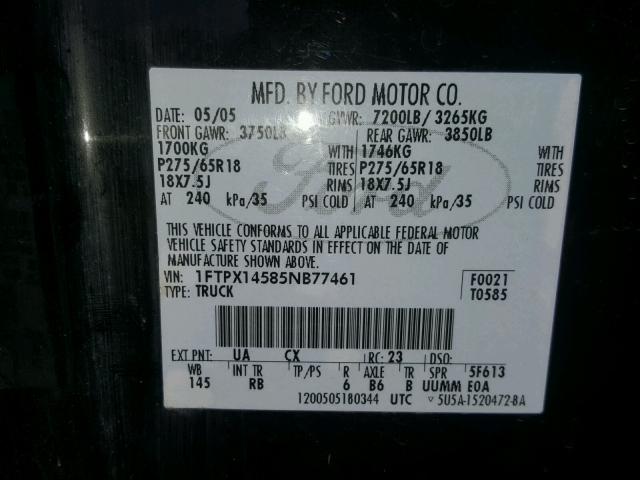 MFD. BY FORD MOTOR CO.
DATE: 05/05 GVWR: 7200LB/ 3265KG
FRONT GAWR: 3750LB REAR GAWR: 3850LB
1700KG WITH 1746KG WITH
P275/65R18 TIRES P275/65R18 TIRES
18X7.5J RIMS 18X7.5J RIMS
AT 240 kPa/35 PSI COLD AT 240 kPa/35 PSI COLD
THIS VEHICLE CONFORMS TO ALL APPLICABLE FEDERAL MOTOR
VEHICLE SAFETY STANDARDS IN EFFECT ON THE DATE OF
MANUFACTURE SHOWN ABOVE.
VIN: 1FTPX14585NB77461 F0021
TYPE: TRUCK T0585
Ford
EXT PNT: UA CX RC: 23 DSO:
WB INT TR TP/PS R AXLE TR SPR 5F613
145 RB 6 B6 B UUMM EOA
1200505180344 UTC ▽ 5U5A-1520472-BA